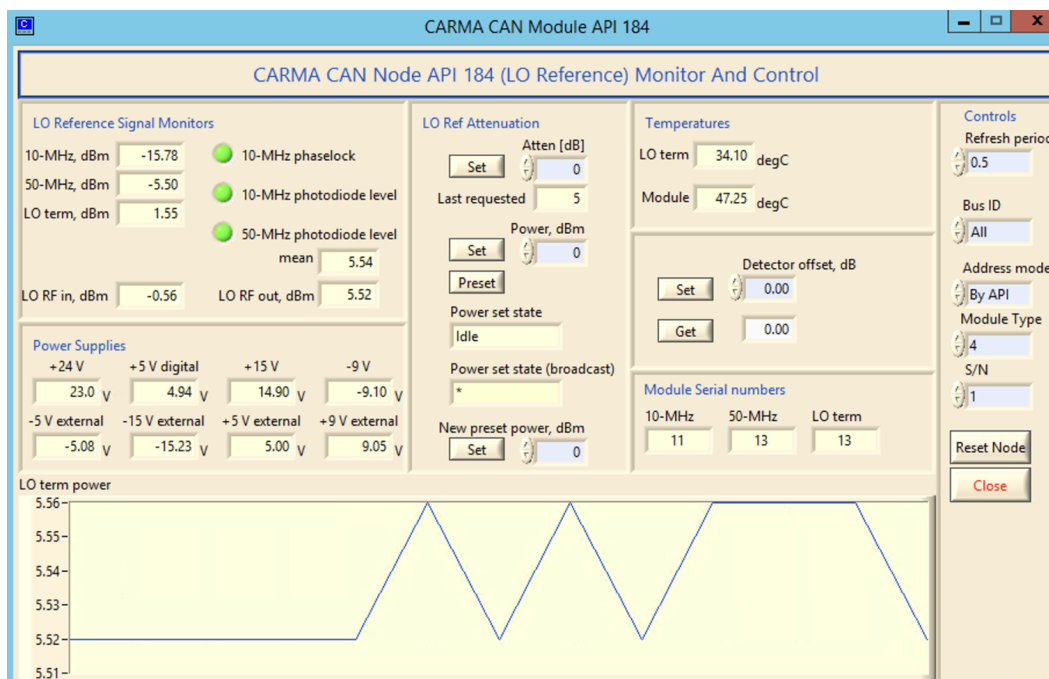 CARMA CAN Module API 184
CARMA CAN Node API 184 (LO Reference) Monitor And Control
LO Reference Signal Monitors
10-MHz, dBm -15.78 10-MHz phaselock
50-MHz, dBm -5.50 10-MHz photodiode level
LO term, dBm 1.55
50-MHz photodiode level
mean 5.54
LO RF in, dBm -0.56 LO RF out, dBm 5.52
Power Supplies
+24 V +5 V digital +15 V -9 V
23.0 V 4.94 V 14.90 V -9.10 V
-5 V external -15 V external +5 V external +9 V external
-5.08 V -15.23 V 5.00 V 9.05 V
LO Ref Attenuation
Atten [dB]
Set 0
Last requested 5
Power, dBm
Set 0
Preset
Power set state
Idle
Power set state (broadcast)
*
New preset power, dBm
Set 0
Temperatures
LO term 34.10 degC
Module 47.25 degC
Detector offset, dB
Set 0.00
Get 0.00
Module Serial numbers
10-MHz 50-MHz LO term
11 13 13
Controls
Refresh period
0.5
Bus ID
All
Address mode
By API
Module Type
4
S/N
1
Reset Node
Close
LO term power
5.56
5.55
5.54
5.53
5.52
5.51